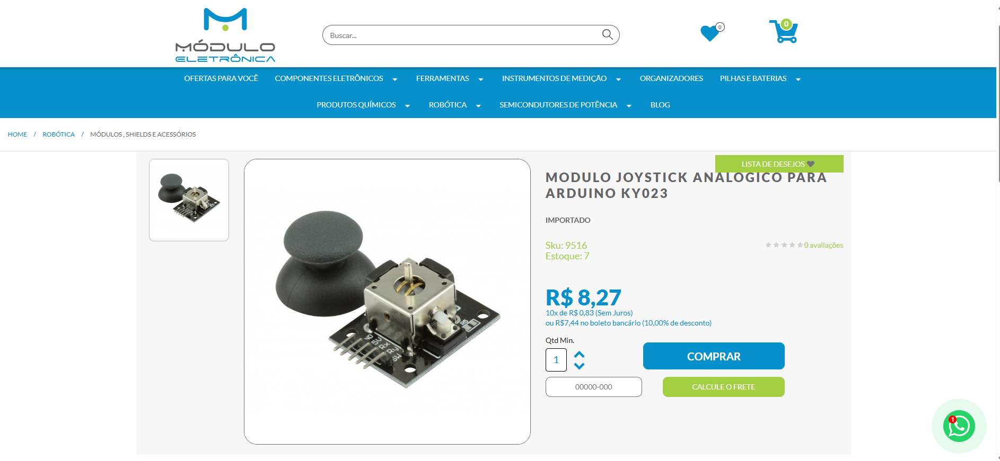 MÓDULO
ELETRÔNICA
Buscar...
0
0
OFERTAS PARA VOCÊ COMPONENTES ELETRÔNICOS FERRAMENTAS INSTRUMENTOS DE MEDIÇÃO ORGANIZADORES PILHAS E BATERIAS
PRODUTOS QUÍMICOS ROBÓTICA SEMICONDUTORES DE POTÊNCIA BLOG
HOME / ROBÓTICA / MÓDULOS , SHIELDS E ACESSÓRIOS
LISTA DE DESEJOS
MODULO JOYSTICK ANALOGICO PARA
ARDUINO KY023
IMPORTADO
Sku: 9516
0 avaliações
Estoque: 7
R$ 8,27
10x de R$ 0,83 (Sem Juros)
ou R$7,44 no boleto bancário (10,00% de desconto)
Qtd Min.
1
COMPRAR
00000-000
CALCULE O FRETE
R5
5V
SW
1